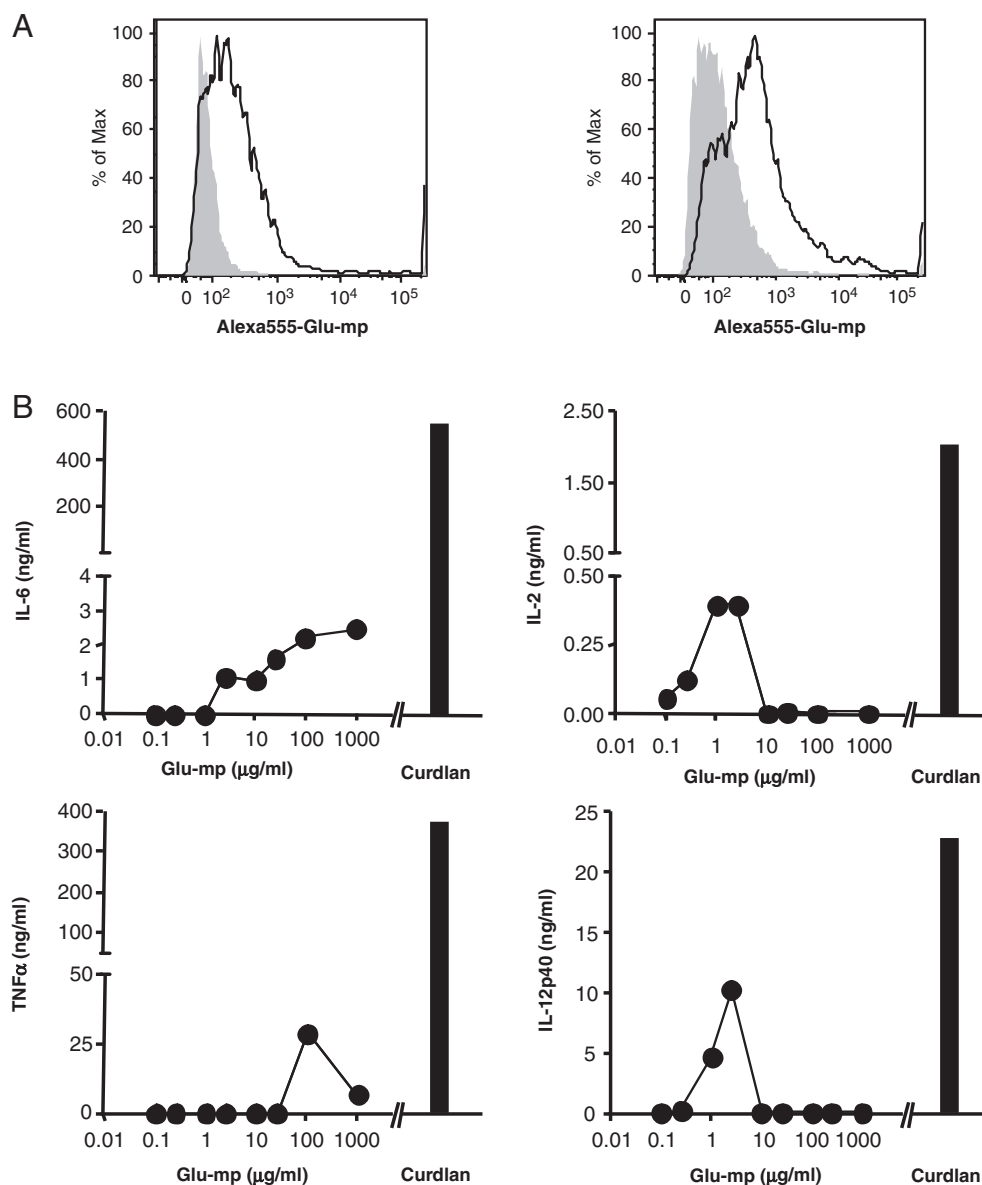 A
% of Max
100
80
60
40
20
0
0 10² 10³ 10⁴ 10⁵
Alexa555-Glu-mp
% of Max
100
80
60
40
20
0
0 10² 10³ 10⁴ 10⁵
Alexa555-Glu-mp
B
IL-6 (ng/ml)
600
400
200
4
3
2
1
0
0.01 0.1 1 10 100 1000
Glu-mp (μg/ml)
Curdlan
IL-2 (ng/ml)
2.50
1.50
0.50
0.50
0.25
0.00
0.01 0.1 1 10 100 1000
Glu-mp (μg/ml)
Curdlan
TNFα (ng/ml)
400
300
200
100
50
25
0
0.01 0.1 1 10 100 1000
Glu-mp (μg/ml)
Curdlan
IL-12p40 (ng/ml)
25
20
15
10
5
0
0.01 0.1 1 10 100 1000
Glu-mp (μg/ml)
Curdlan